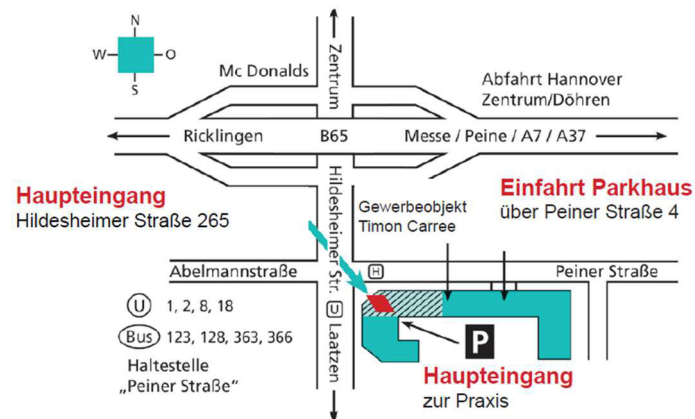 N
W
O
S
Zentrum
Mc Donalds
Abfahrt Hannover
Zentrum/Döhren
Ricklingen
B65
Messe / Peine / A7 / A37
Haupteingang
Hildesheimer Straße 265
Hildesheimer Str.
Einfahrt Parkhaus
über Peiner Straße 4
Gewerbeobjekt
Timon Carree
Abelmannstraße
H
Peiner Straße
U 1, 2, 8, 18
U
Laatzen
Bus 123, 128, 363, 366
Haltestelle
„Peiner Straße“
P
Haupteingang
zur Praxis